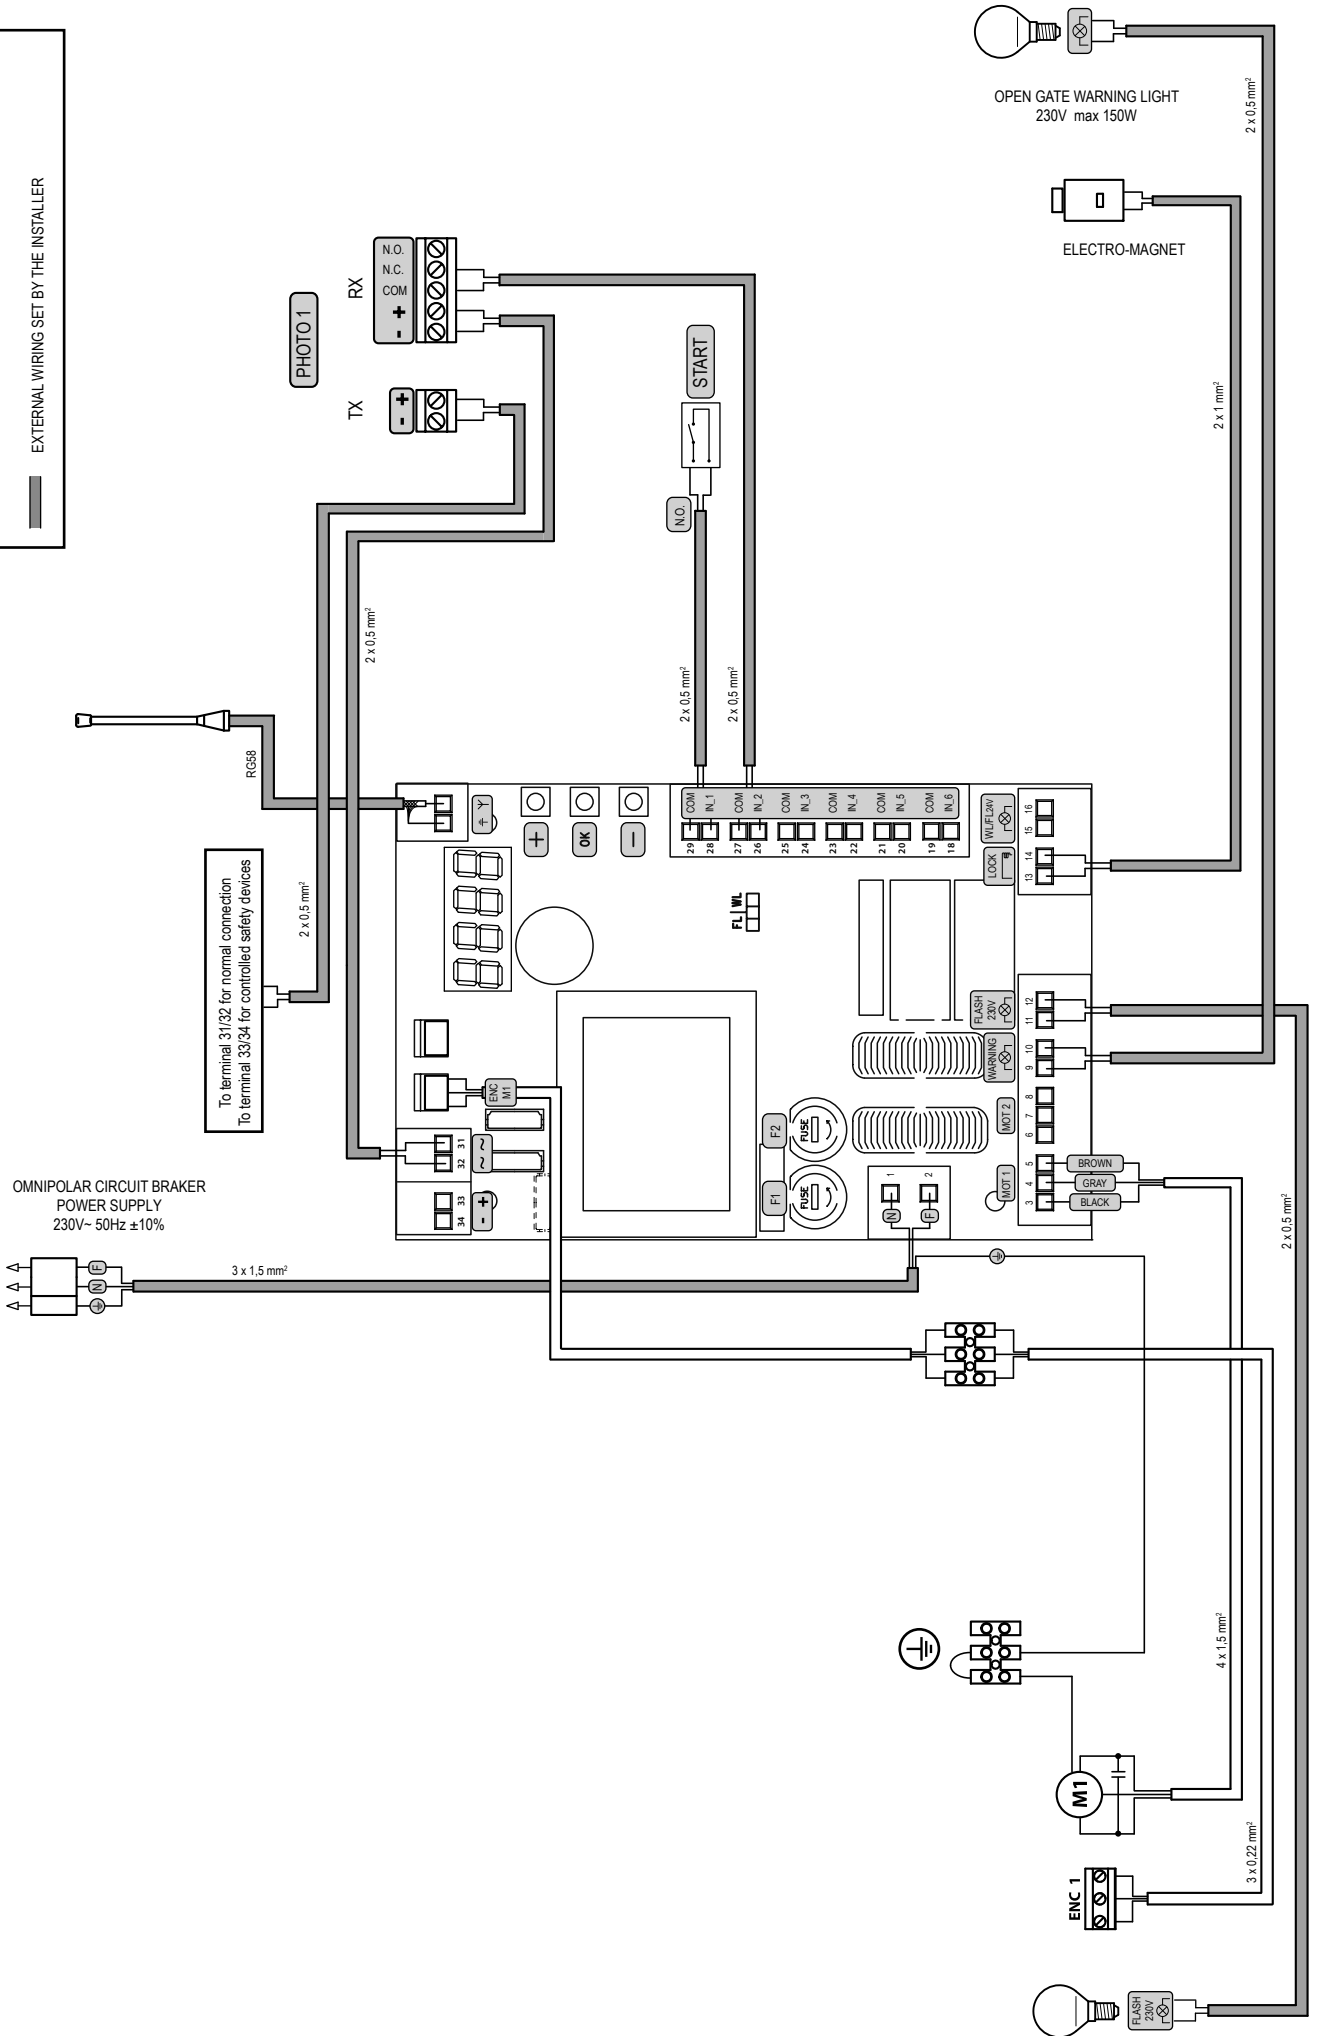 EXTERNAL WIRING SET BY THE INSTALLER
OPEN GATE WARNING LIGHT
230V max 150W
2 x 0,5 mm²
ELECTRO-MAGNET
2 x 1 mm²
PHOTO 1
RX
N.O.
N.C.
COM
+
-
TX
- +
START
N.O.
2 x 0,5 mm²
2 x 0,5 mm²
2 x 0,5 mm²
RG58
To terminal 31/32 for normal connection
To terminal 33/34 for controlled safety devices
2 x 0,5 mm²
OMNIPOLAR CIRCUIT BRAKER
POWER SUPPLY
230V~ 50Hz ±10%
F
N
3 x 1,5 mm²
+
OK
-
29 COM
28 IN_1
27 COM
26 IN_2
25 COM
24 IN_3
23 COM
22 IN_4
21 COM
20 IN_5
19 COM
18 IN_6
FL WL
ENC
M1
31
32
~ ~
33
34
- +
F2
FUSE
F1
FUSE
1
2
N
F
WL/FL24V
16
15
LOCK
14
13
FLASH
230V
12
11
WARNING
10
9
MOT 2
8
7
6
MOT 1
5
4
3
BROWN
GRAY
BLACK
2 x 0,5 mm²
4 x 1,5 mm²
M1
3 x 0,22 mm²
ENC 1
FLASH
230V